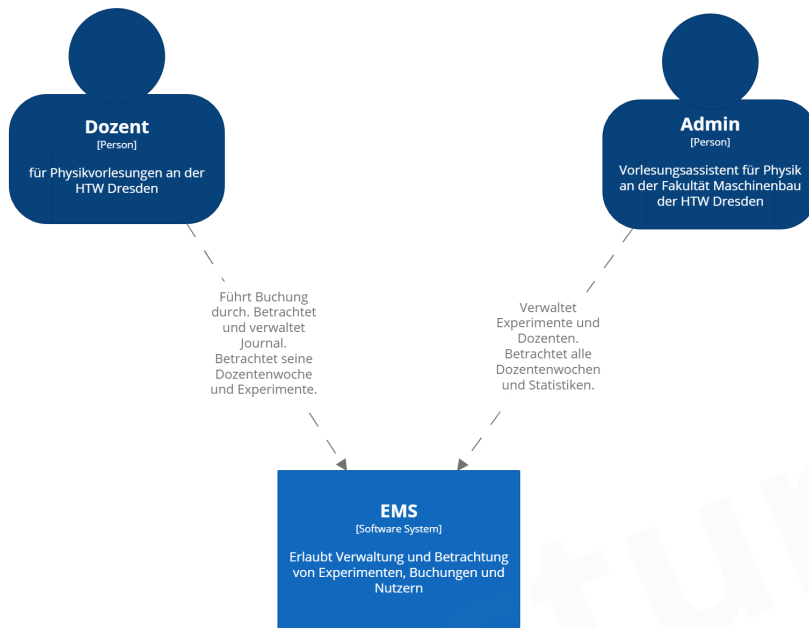 Dozent
[Person]
für Physikvorlesungen an der
HTW Dresden
Admin
[Person]
Vorlesungsassistent für Physik
an der Fakultät Maschinenbau
der HTW Dresden
Führt Buchung
durch. Betrachtet
und verwaltet
Journal.
Betrachtet seine
Dozentenwoche
und Experimente.
Verwaltet
Experimente und
Dozenten.
Betrachtet alle
Dozentenwochen
und Statistiken.
EMS
[Software System]
Erlaubt Verwaltung und Betrachtung
von Experimenten, Buchungen und
Nutzern